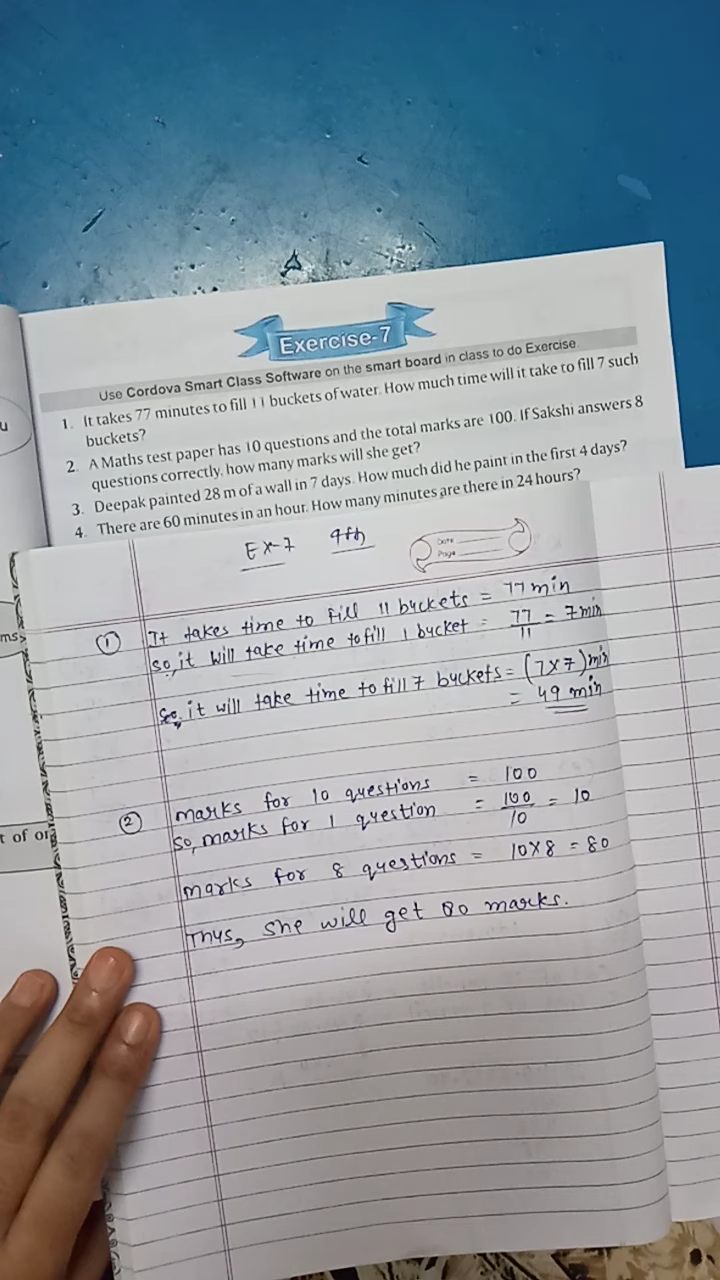 Exercise-7
Use Cordova Smart Class Software on the smart board in class to do Exercise
1. It takes 77 minutes to fill 11 buckets of water. How much time will it take to fill 7 such
buckets?
2. A Maths test paper has 10 questions and the total marks are 100. If Sakshi answers 8
questions correctly, how many marks will she get?
3. Deepak painted 28 m of a wall in 7 days. How much did he paint in the first 4 days?
4. There are 60 minutes in an hour. How many minutes are there in 24 hours?
u
ms
t of or
Ex-7 4th
Date
Page
① It takes time to fill 11 buckets = 77 min
so, it will take time to fill 1 bucket = 77/11 = 7 min
so, it will take time to fill 7 buckets = (7×7) min
= 49 min
② marks for 10 questions = 100
so, marks for 1 question = 100/10 = 10
marks for 8 questions = 10×8 = 80
Thus, she will get 80 marks.